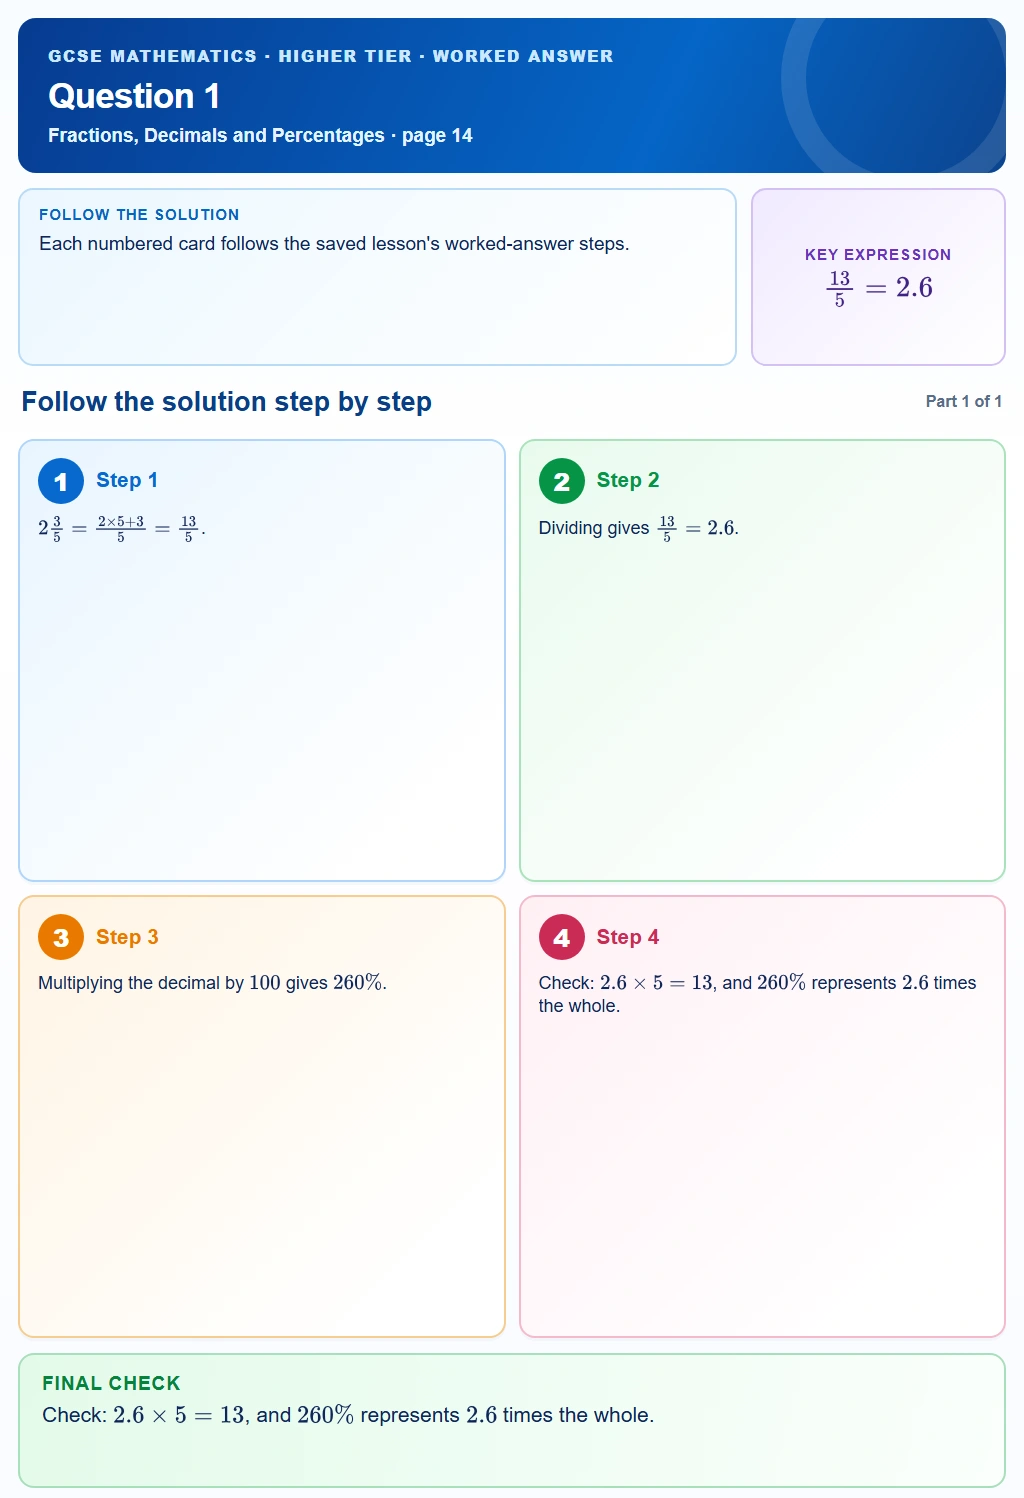 GCSE MATHEMATICS · HIGHER TIER · WORKED ANSWER
Question 1
Fractions, Decimals and Percentages · page 14
FOLLOW THE SOLUTION
Each numbered card follows the saved lesson's worked-answer steps.
KEY EXPRESSION
13/5 = 2.6
Follow the solution step by step
Part 1 of 1
1 Step 1
2 3/5 = (2×5+3)/5 = 13/5.
2 Step 2
Dividing gives 13/5 = 2.6.
3 Step 3
Multiplying the decimal by 100 gives 260%.
4 Step 4
Check: 2.6 × 5 = 13, and 260% represents 2.6 times
the whole.
FINAL CHECK
Check: 2.6 × 5 = 13, and 260% represents 2.6 times the whole.